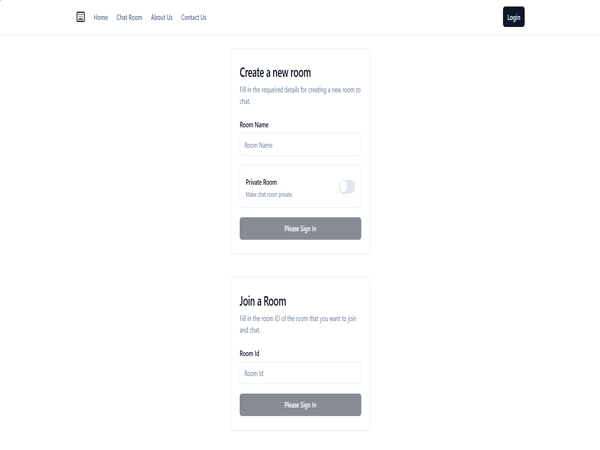 Home Chat Room About Us Contact Us Login
Create a new room
Fill in the requeired details for creating a new room to
chat.
Room Name
Room Name
Private Room
Make chat room private.
Please Sign In
Join a Room
Fill in the room ID of the room that you want to join
and chat.
Room Id
Room Id
Please Sign In